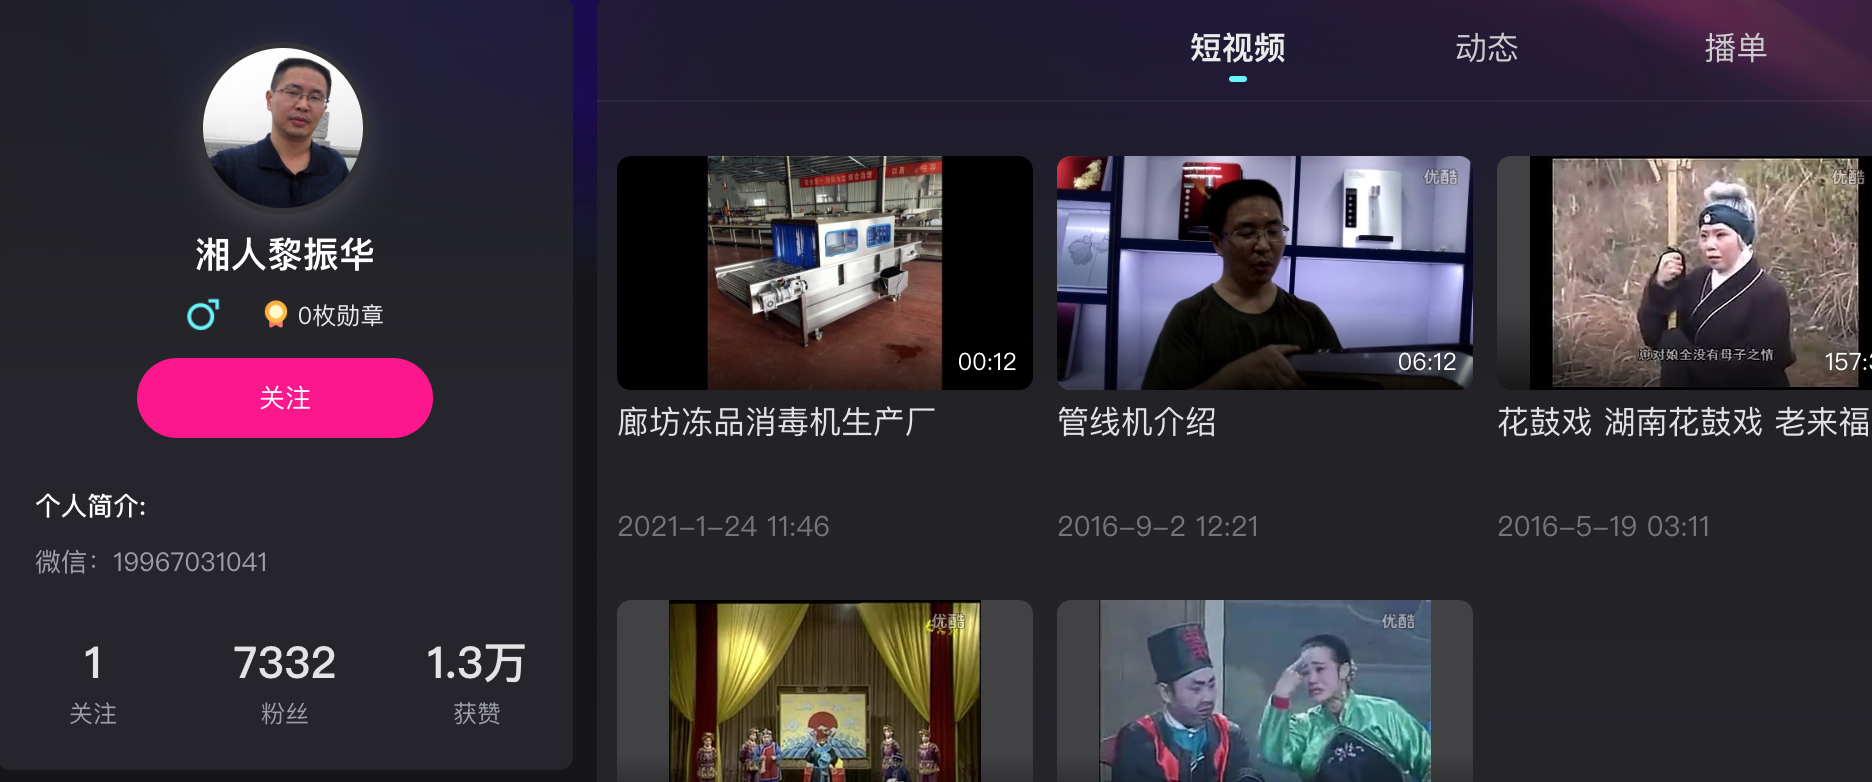 短视频
动态
播单
湘人黎振华
0枚勋章
关注
个人简介:
微信：19967031041
1
关注
7332
粉丝
1.3万
获赞
00:12
廊坊冻品消毒机生产厂
2021-1-24 11:46
优酷
06:12
管线机介绍
2016-9-2 12:21
优酷
对娘全没有母子之情
157:3
花鼓戏 湖南花鼓戏 老来福
2016-5-19 03:11
优酷
优酷